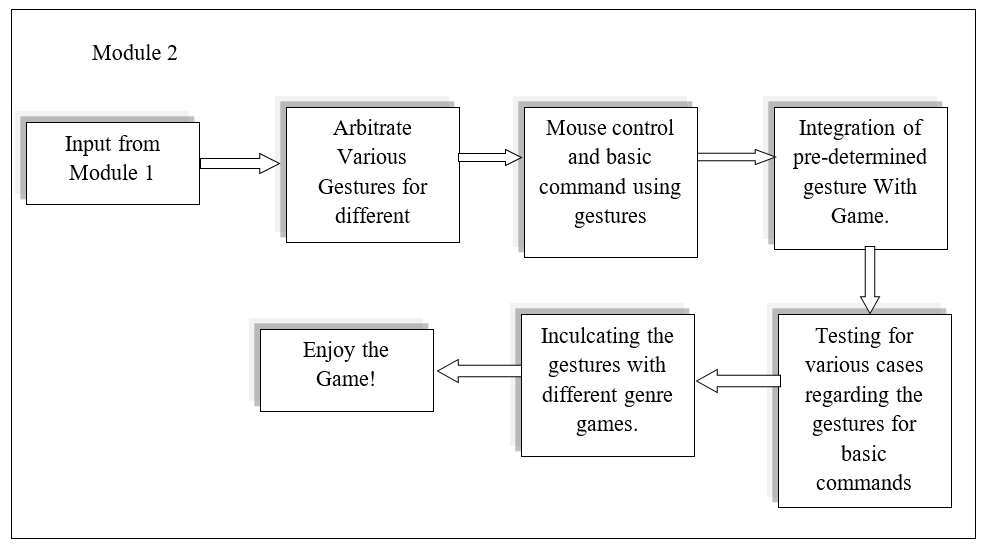 Module 2
Input from
Module 1
Arbitrate
Various
Gestures for
different
Mouse control
and basic
command using
gestures
Integration of
pre-determined
gesture With
Game.
Testing for
various cases
regarding the
gestures for
basic
commands
Inculcating the
gestures with
different genre
games.
Enjoy the
Game!